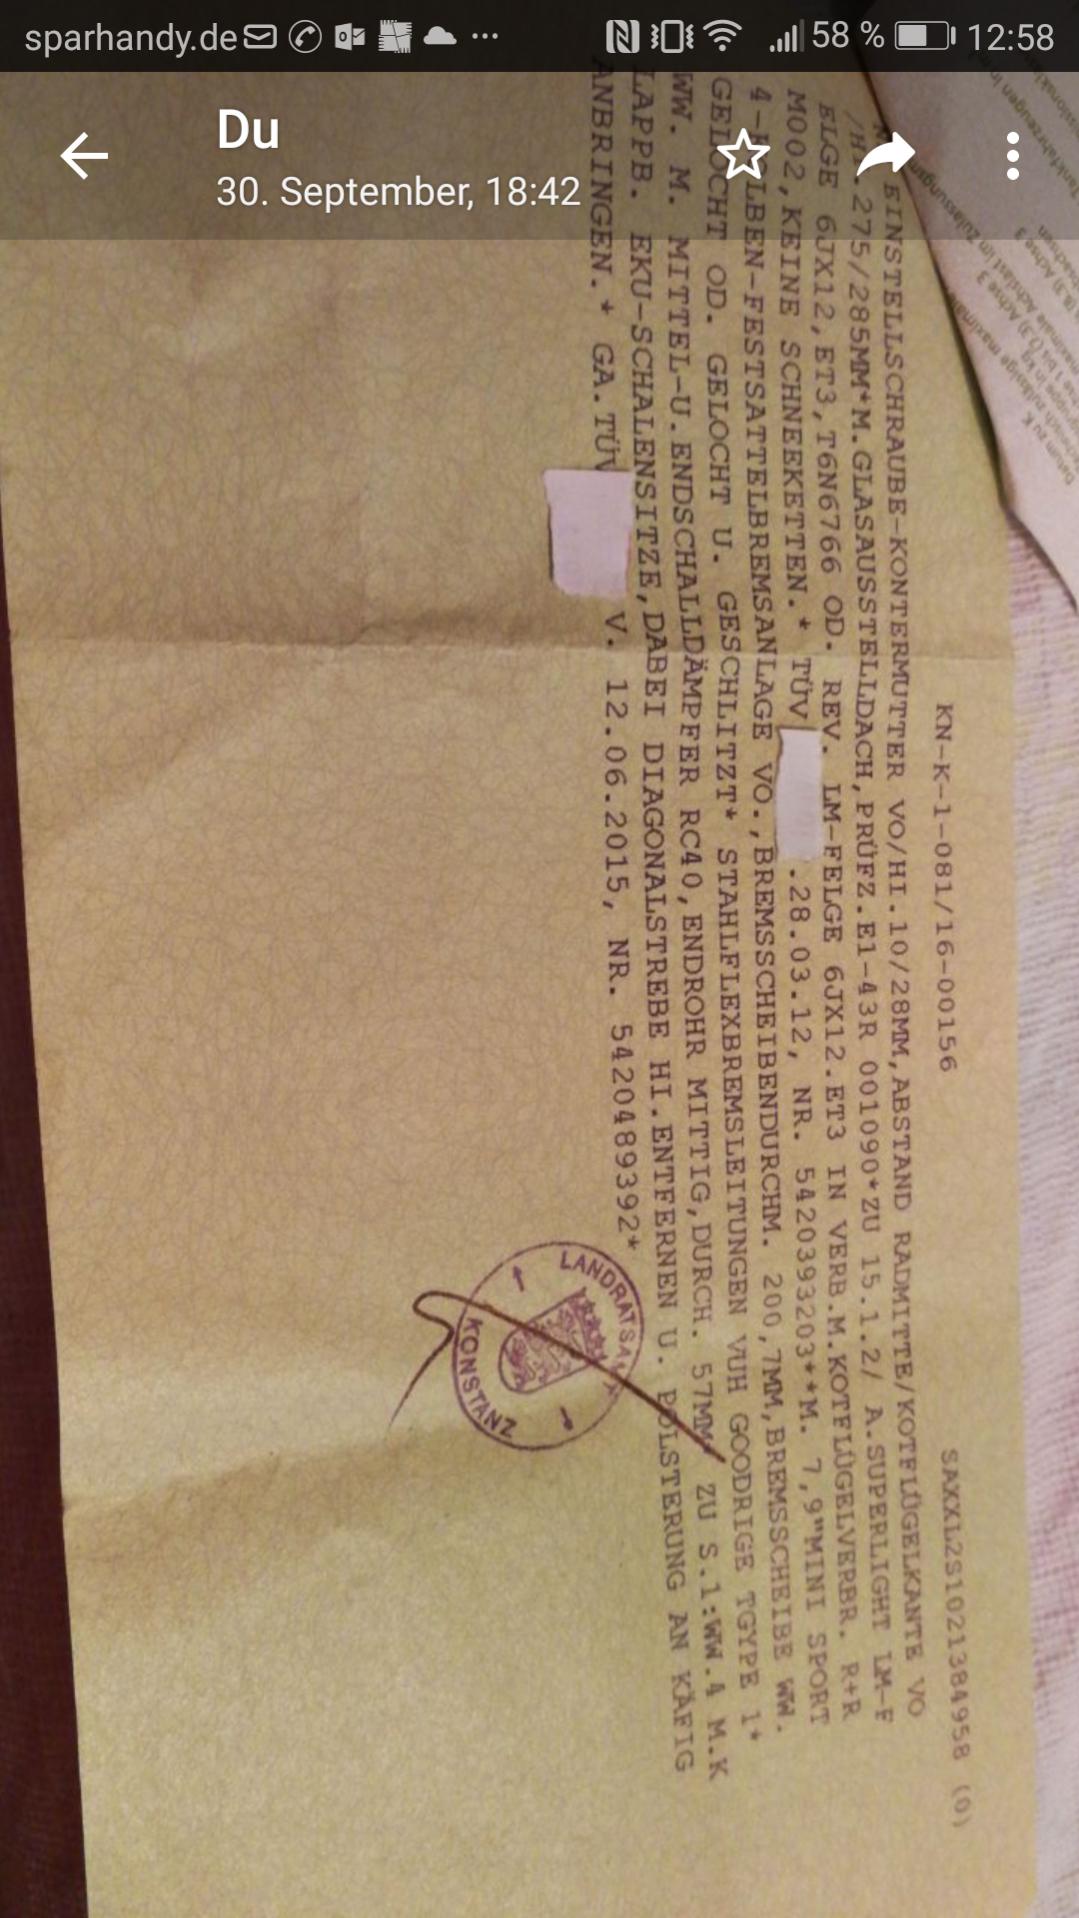 sparhandy.de 58 % 12:58
Du
30. September, 18:42
KN-K-1-081/16-00156 SAXXL2S1021384958 (0)
EINSTELLSCHRAUBE-KONTERMUTTER VO/HI.10/28MM,ABSTAND RADMITTE/KOTFLÜGELKANTE VO
/HI.275/285MM*M.GLASAUSSTELLDACH,PRÜFZ.E1-43R 001090*ZU 15.1.2/ A.SUPERLIGHT LM-F
ELGE 6JX12,ET3,T6N6766 OD. REV. LM-FELGE 6JX12.ET3 IN VERB.M.KOTFLÜGELVERBR. R+R
M002,KEINE SCHNEEKETTEN.* TÜV .28.03.12, NR. 5420393203**M. 7,9"MINI SPORT
4-KOLBEN-FESTSATTELBREMSANLAGE VO.,BREMSSCHEIBENDURCHM. 200,7MM,BREMSSCHEIBE WW.
GELOCHT OD. GELOCHT U. GESCHLITZT* STAHLFLEXBREMSLEITUNGEN VUH GOODRIGE TGYPE 1*
WW. M. MITTEL-U.ENDSCHALLDÄMPFER RC40,ENDROHR MITTIG,DURCH. 57MM* ZU S.1:WW.4 M.K
LAPPB. EKU-SCHALENSITZE,DABEI DIAGONALSTREBE HI.ENTFERNEN U. POLSTERUNG AN KÄFIG
ANBRINGEN.* GA.TÜV V. 12.06.2015, NR. 5420489392*
LANDRATSAMT
KONSTANZ